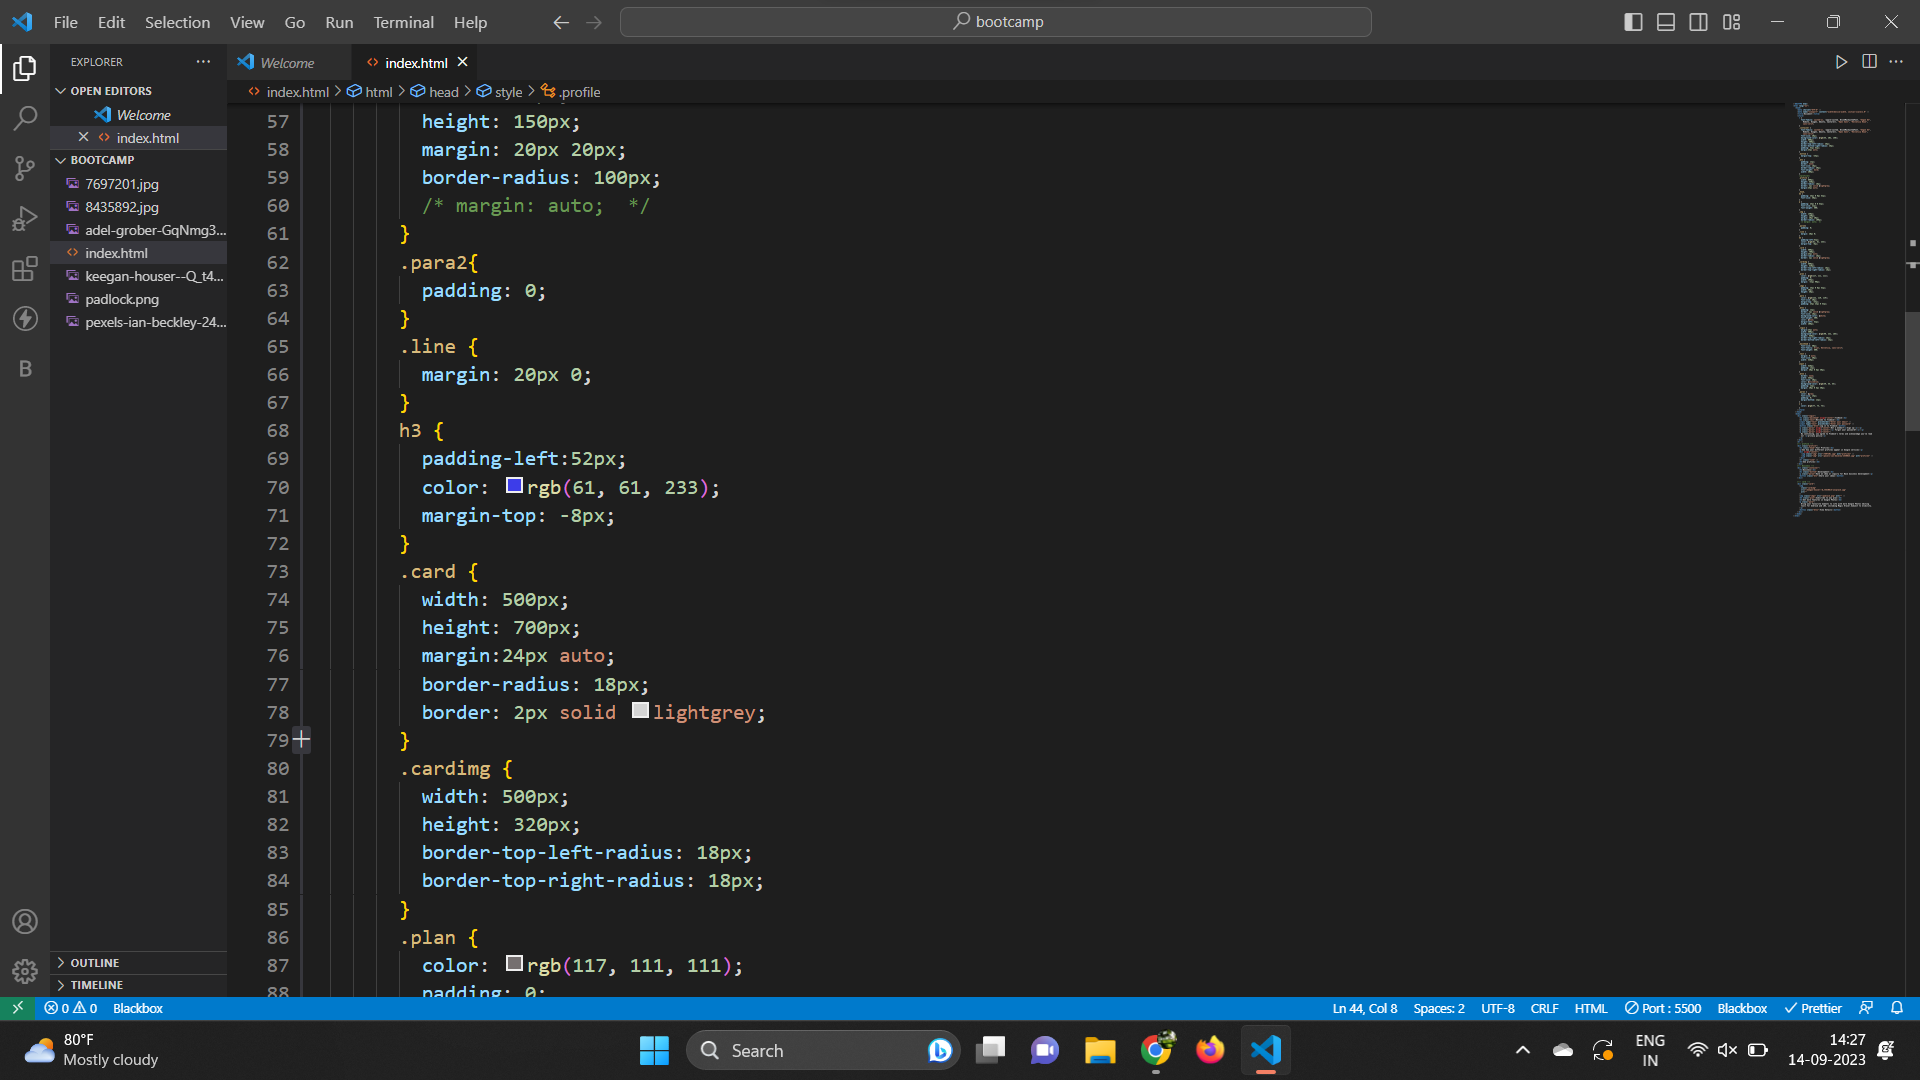 File Edit Selection View Go Run Terminal Help
bootcamp
EXPLORER
Welcome
index.html
OPEN EDITORS
Welcome
index.html
BOOTCAMP
7697201.jpg
8435892.jpg
adel-grober-GqNmg3...
index.html
keegan-houser--Q_t4...
padlock.png
pexels-ian-beckley-24...
B
OUTLINE
TIMELINE
index.html > html > head > style > .profile
57 height: 150px;
58 margin: 20px 20px;
59 border-radius: 100px;
60 /* margin: auto;  */
61 }
62 .para2{
63 padding: 0;
64 }
65 .line {
66 margin: 20px 0;
67 }
68 h3 {
69 padding-left:52px;
70 color: rgb(61, 61, 233);
71 margin-top: -8px;
72 }
73 .card {
74 width: 500px;
75 height: 700px;
76 margin:24px auto;
77 border-radius: 18px;
78 border: 2px solid lightgrey;
79 }
80 .cardimg {
81 width: 500px;
82 height: 320px;
83 border-top-left-radius: 18px;
84 border-top-right-radius: 18px;
85 }
86 .plan {
87 color: rgb(117, 111, 111);
88 padding: 0;
0 0 Blackbox
Ln 44, Col 8 Spaces: 2 UTF-8 CRLF HTML Port : 5500 Blackbox Prettier
80°F
Mostly cloudy
Search
ENG
IN
14:27
14-09-2023